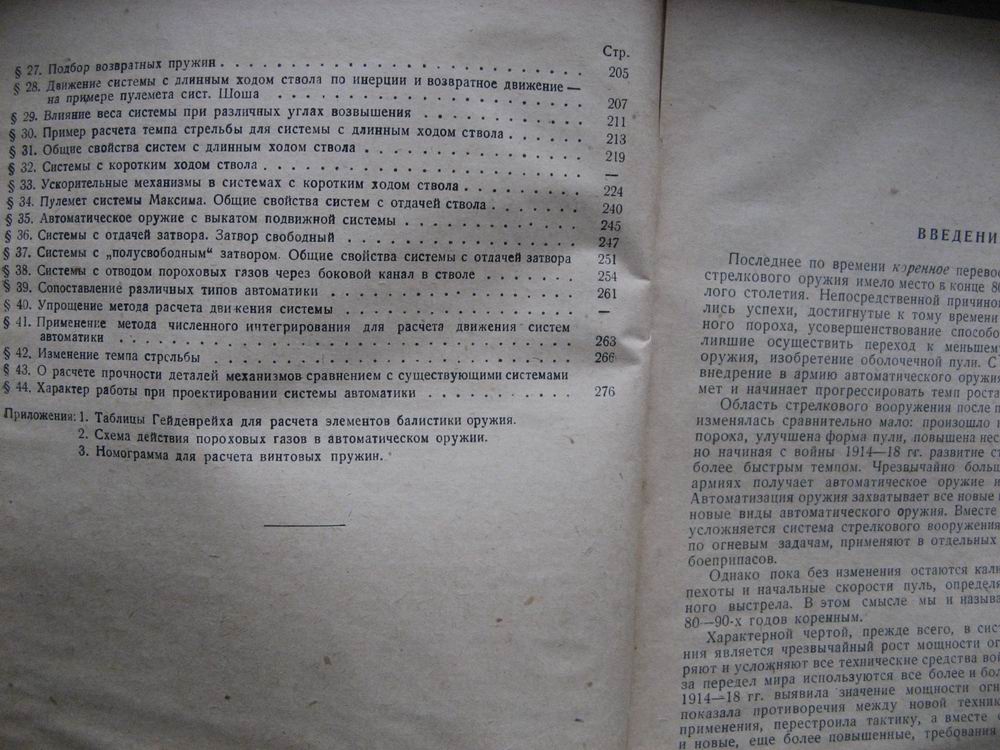 Стр.
§ 27. Подбор возвратных пружин . . . . . . . . . . . . . . . . . . . . 205
§ 28. Движение системы с длинным ходом ствола по инерции и возвратное движение —
на примере пулемета сист. Шоша . . . . . . . . . . . . . . . . . 207
§ 29. Влияние веса системы при различных углах возвышения . . . . . . . . 211
§ 30. Пример расчета темпа стрельбы для системы с длинным ходом ствола . . . . 213
§ 31. Общие свойства систем с длинным ходом ствола . . . . . . . . . . . 219
§ 32. Системы с коротким ходом ствола . . . . . . . . . . . . . . . . . —
§ 33. Ускорительные механизмы в системах с коротким ходом ствола . . . . . . 224
§ 34. Пулемет системы Максима. Общие свойства систем с отдачей ствола . . . . 240
§ 35. Автоматическое оружие с выкатом подвижной системы . . . . . . . . . 245
§ 36. Системы с отдачей затвора. Затвор свободный . . . . . . . . . . . . 247
§ 37. Системы с „полусвободным“ затвором. Общие свойства системы с отдачей затвора 251
§ 38. Системы с отводом пороховых газов через боковой канал в стволе . . . . . 254
§ 39. Сопоставление различных типов автоматики . . . . . . . . . . . . . 261
§ 40. Упрощение метода расчета движения системы . . . . . . . . . . . . —
§ 41. Применение метода численного интегрирования для расчета движения систем
автоматики . . . . . . . . . . . . . . . . . . . . . . . . . . . 263
§ 42. Изменение темпа стрельбы . . . . . . . . . . . . . . . . . . . . 266
§ 43. О расчете прочности деталей механизмов сравнением с существующими системами
§ 44. Характер работы при проектировании системы автоматики . . . . . . . . 276
Приложения: 1. Таблицы Гейденрейха для расчета элементов балистики оружия.
2. Схема действия пороховых газов в автоматическом оружии.
3. Номограмма для расчета винтовых пружин.
ВВЕДЕНИ
Последнее по времени коренное перево
стрелкового оружия имело место в конце 80
лого столетия. Непосредственной причино
лись успехи, достигнутые к тому времени
ного пороха, усовершенствование способо
лившие осуществить переход к меньшем
оружия, изобретение оболочечной пули. С
внедрение в армию автоматического оружи
мет и начинает прогрессировать темп роста
Область стрелкового вооружения после п
изменялась сравнительно мало: произошло
пороха, улучшена форма пули, повышена нес
но начиная с войны 1914—18 гг. развитие ст
более быстрым темпом. Чрезвычайно больш
армиях получает автоматическое оружие и
Автоматизация оружия захватывает все новые
новые виды автоматического оружия. Вместе
усложняется система стрелкового вооружения
по огневым задачам, применяют в отдельных
боеприпасов.
Однако пока без изменения остаются кали
пехоты и начальные скорости пуль, определя
ного выстрела. В этом смысле мы и называ
80—90-х годов коренным.
Характерной чертой, прежде всего, в сис
ния является чрезвычайный рост мощности ог
ряют и усложняют все технические средства вой
за передел мира используются все более и бол
1914—18 гг. выявила значение мощности огн
показала противоречия между новой техник
применения, перестроила тактику, а вместе с
и новые, еще более повышенные, требования